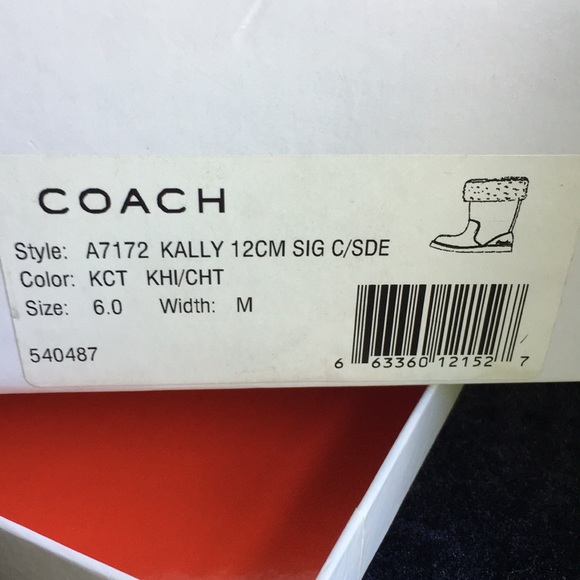 COACH
Style: A7172 KALLY 12CM SIG C/SDE
Color: KCT KHI/CHT
Size: 6.0 Width: M
540487
6 63360 12152 7